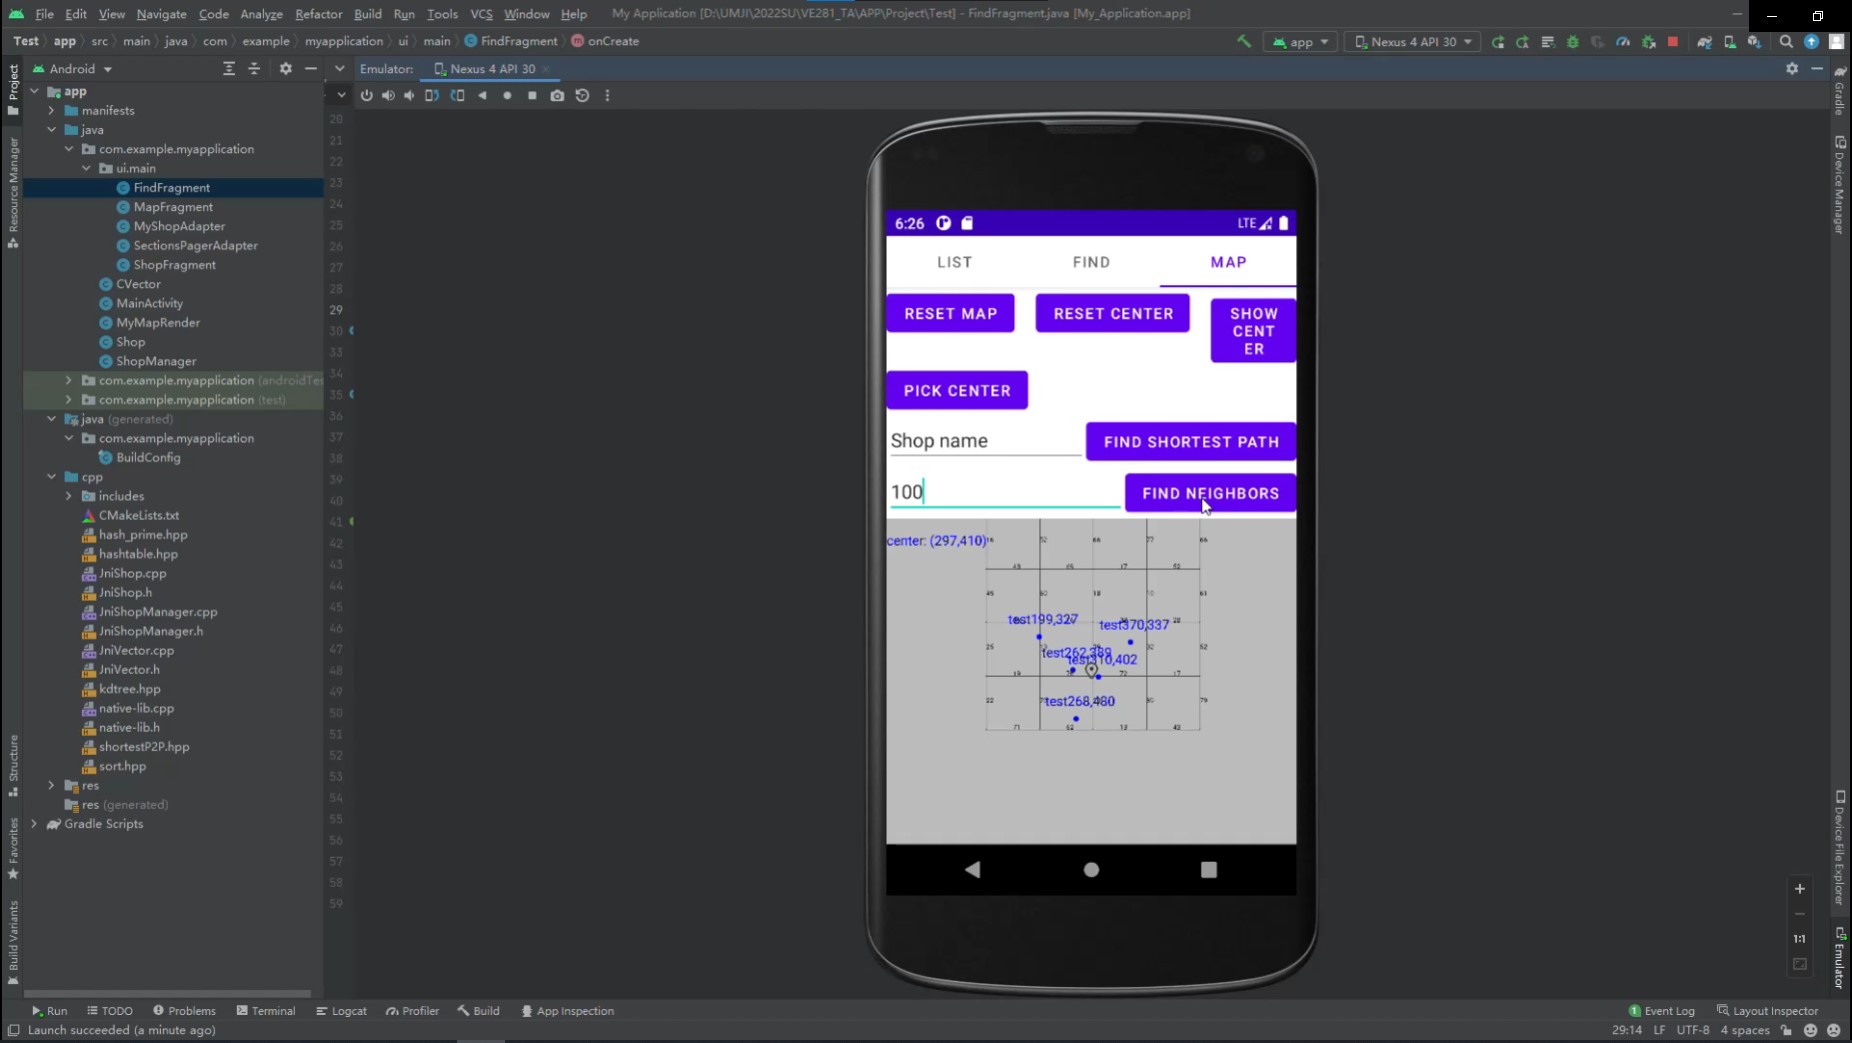 File Edit View Navigate Code Analyze Refactor Build Run Tools VCS Window Help My Application [D:\UMJI\2022SU\VE281_TA\APP\Project\Test] - FindFragment.java [My_Application.app]
Test app src main java com example myapplication ui main FindFragment onCreate app Nexus 4 API 30
Project
Android
Emulator: Nexus 4 API 30
Gradle
app
manifests
java
com.example.myapplication
ui.main
FindFragment
MapFragment
MyShopAdapter
SectionsPagerAdapter
ShopFragment
CVector
MainActivity
MyMapRender
Shop
ShopManager
com.example.myapplication (androidTes
com.example.myapplication (test)
java (generated)
com.example.myapplication
BuildConfig
cpp
includes
CMakeLists.txt
hash_prime.hpp
hashtable.hpp
JniShop.cpp
JniShop.h
JniShopManager.cpp
JniShopManager.h
JniVector.cpp
JniVector.h
kdtree.hpp
native-lib.cpp
native-lib.h
shortestP2P.hpp
sort.hpp
res
res (generated)
Gradle Scripts
Resource Manager
Structure
Favorites
Build Variants
20
21
22
23
24
25
26
27
28
29
30
33
34
35
36
37
38
39
40
41
42
43
44
45
46
47
48
49
50
51
52
53
54
55
56
57
58
59
6:26 LTE
LIST FIND MAP
RESET MAP RESET CENTER SHOW
CENT
ER
PICK CENTER
Shop name FIND SHORTEST PATH
100 FIND NEIGHBORS
center: (297,410)
test199,327
test370,337
test262,389
test310,402
test268,480
Device Manager
Device File Explorer
Emulator
1:1
Run TODO Problems Terminal Logcat Profiler Build App Inspection 1 Event Log Layout Inspector
Launch succeeded (a minute ago) 29:14 LF UTF-8 4 spaces